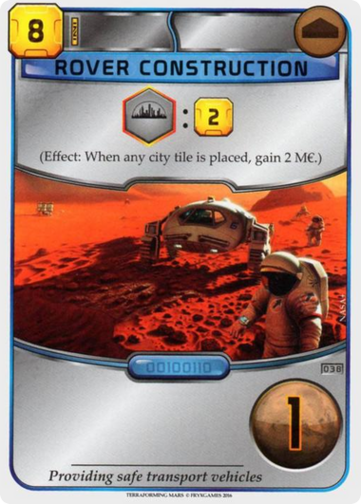 8
ROVER CONSTRUCTION
: 2
(Effect: When any city tile is placed, gain 2 M€.)
NASA
00100110
038
1
Providing safe transport vehicles
TERRAFORMING MARS © FRYXGAMES 2016